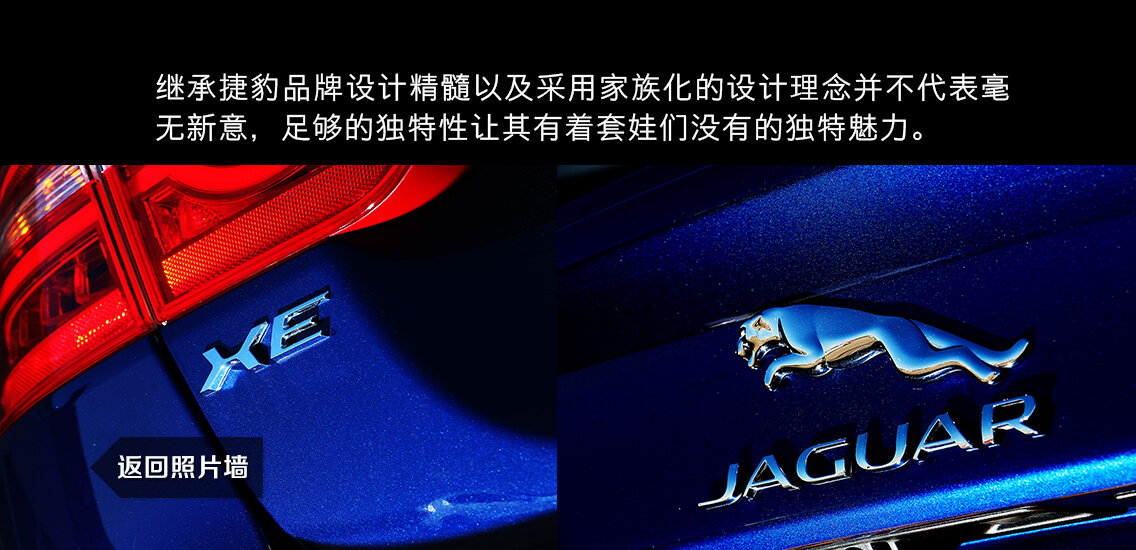 继承捷豹品牌设计精髓以及采用家族化的设计理念并不代表毫
无新意，足够的独特性让其有着套娃们没有的独特魅力。
XE
JAGUAR
返回照片墙